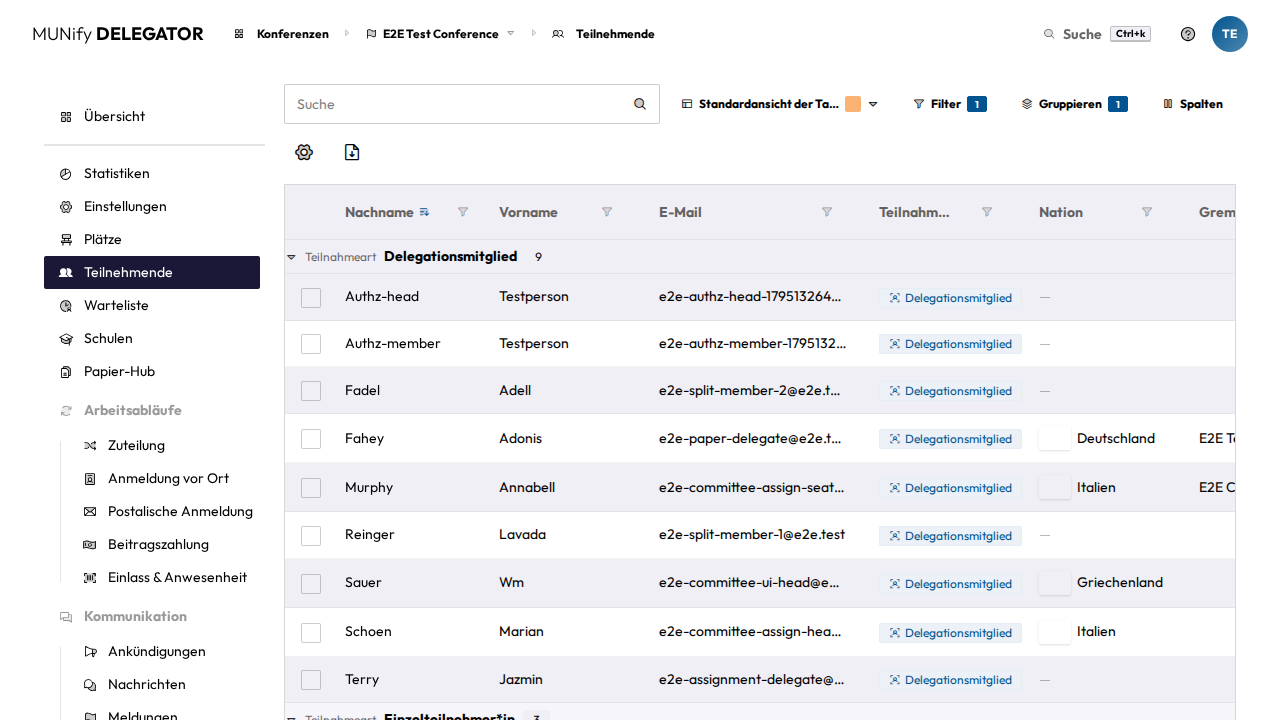 MUNify DELEGATOR
Konferenzen
E2E Test Conference
Teilnehmende
Suche Ctrl+k
TE
Übersicht
Statistiken
Einstellungen
Plätze
Teilnehmende
Warteliste
Schulen
Papier-Hub
Arbeitsabläufe
Zuteilung
Anmeldung vor Ort
Postalische Anmeldung
Beitragszahlung
Einlass & Anwesenheit
Kommunikation
Ankündigungen
Nachrichten
Meldungen
Suche
Standardansicht der Ta...
Filter 1
Gruppieren 1
Spalten
Nachname Vorname E-Mail Teilnahm... Nation Grem
Teilnahmeart Delegationsmitglied 9
Authz-head Testperson e2e-authz-head-179513264... Delegationsmitglied —
Authz-member Testperson e2e-authz-member-1795132... Delegationsmitglied —
Fadel Adell e2e-split-member-2@e2e.t... Delegationsmitglied —
Fahey Adonis e2e-paper-delegate@e2e.t... Delegationsmitglied Deutschland E2E Te
Murphy Annabell e2e-committee-assign-seat... Delegationsmitglied Italien E2E C
Reinger Lavada e2e-split-member-1@e2e.test Delegationsmitglied —
Sauer Wm e2e-committee-ui-head@e... Delegationsmitglied Griechenland
Schoen Marian e2e-committee-assign-hea... Delegationsmitglied Italien
Terry Jazmin e2e-assignment-delegate@... Delegationsmitglied —
Teilnahmeart Einzelteilnehmer*in 3